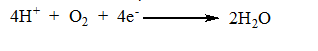 4H⁺ + O₂ + 4e⁻ ⟶ 2H₂O